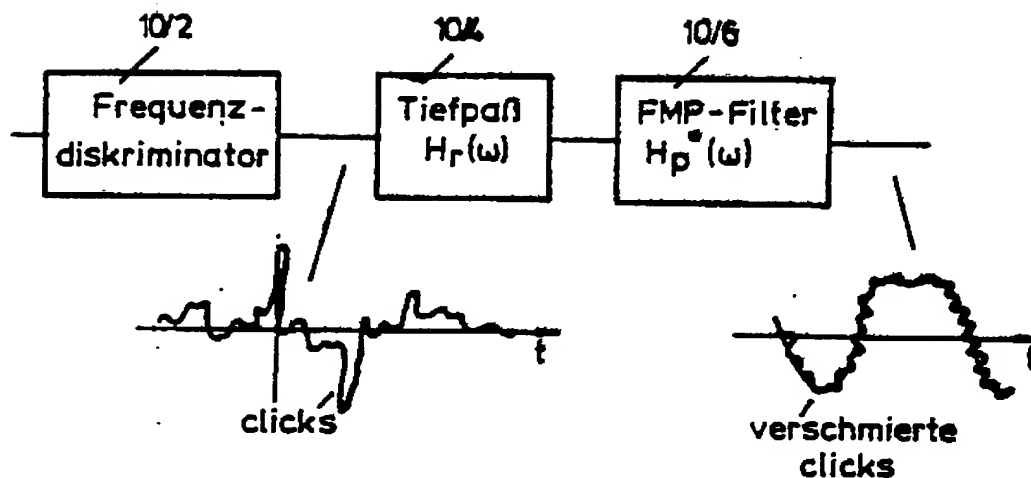 10/2
10/4
10/6
Frequenz-
diskriminator
Tiefpaß
Hr(ω)
FMP-Filter
Hp*(ω)
t
clicks
verschmierte
clicks